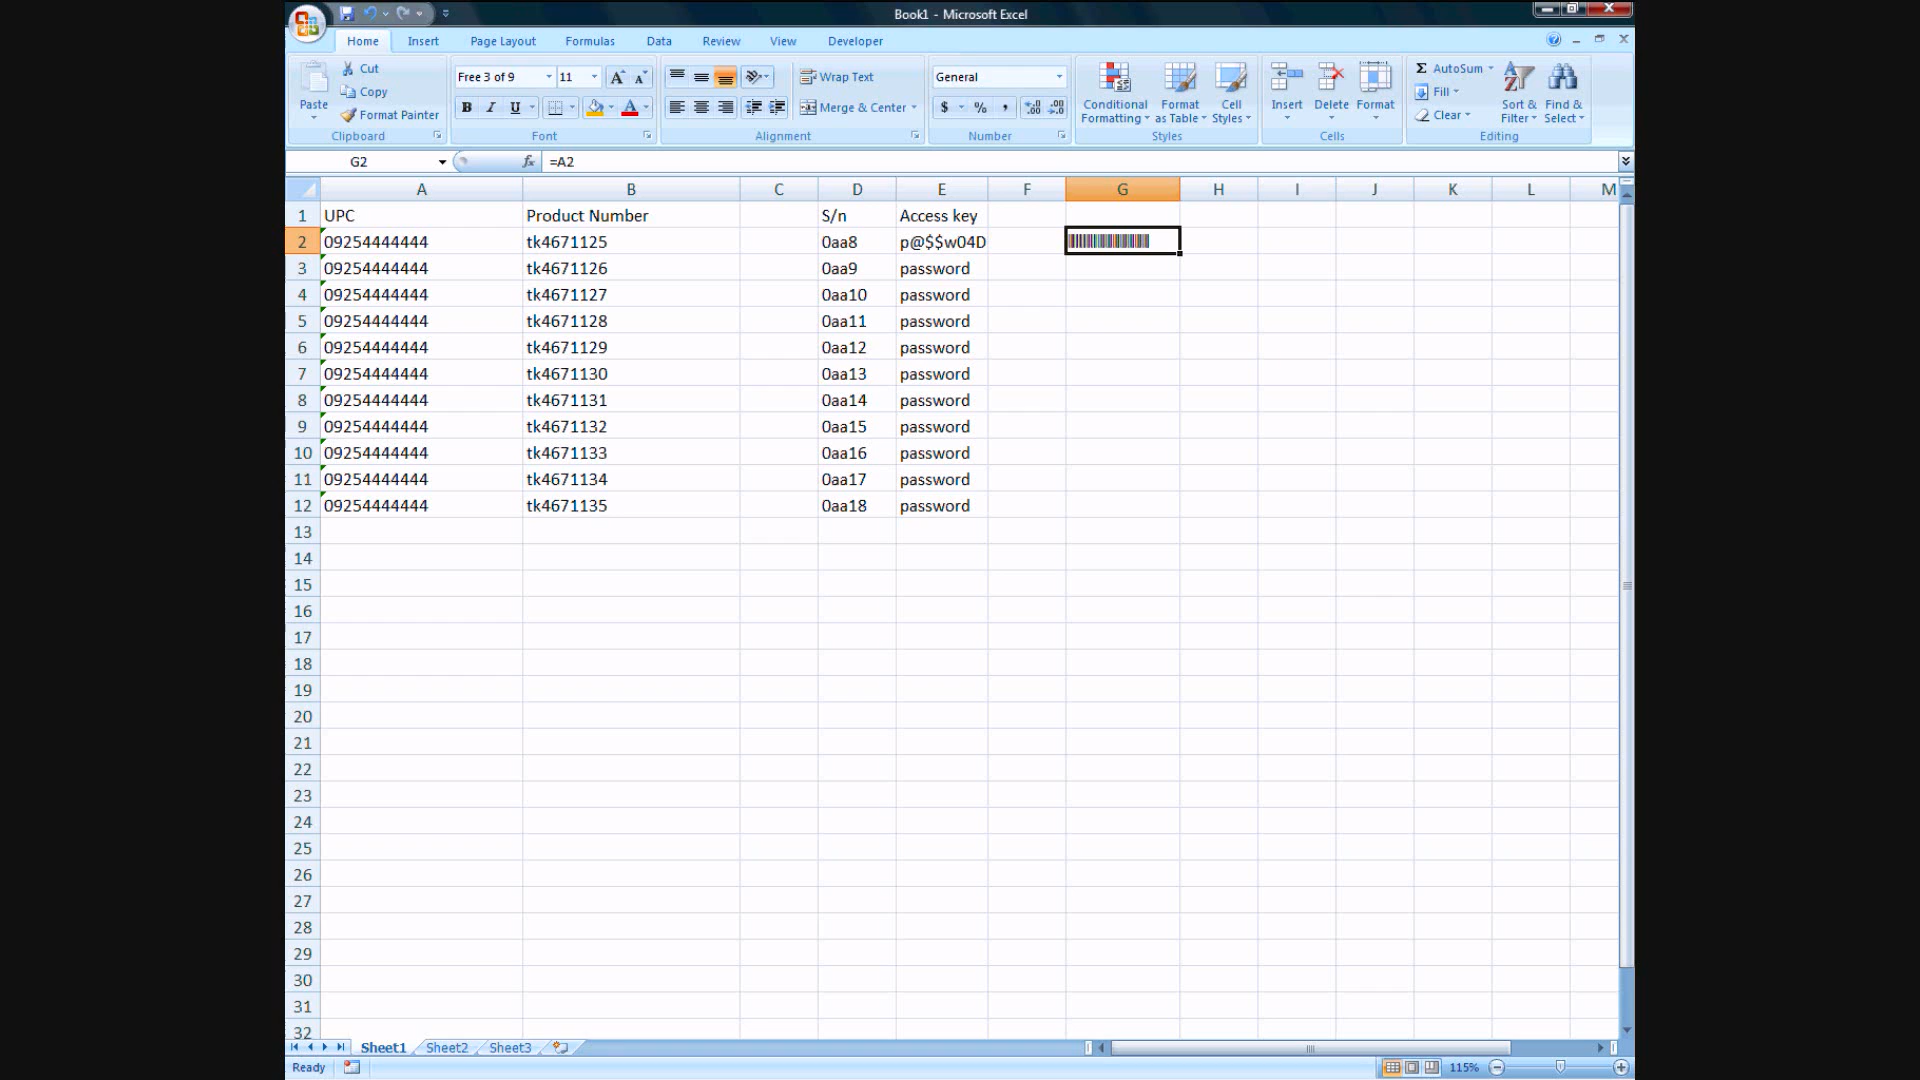 Book1 - Microsoft Excel
Home Insert Page Layout Formulas Data Review View Developer
Paste
Cut
Copy
Format Painter
Clipboard
Free 3 of 9 11
B I U
Font
Wrap Text
Merge & Center
Alignment
General
$ % ,
Number
Conditional Formatting
Format as Table
Cell Styles
Styles
Insert Delete Format
Cells
Σ AutoSum
Fill
Clear
Sort & Filter
Find & Select
Editing
G2 fx =A2
A B C D E F G H I J K L M
1 UPC Product Number S/n Access key
2 09254444444 tk4671125 0aa8 p@$$w04D
3 09254444444 tk4671126 0aa9 password
4 09254444444 tk4671127 0aa10 password
5 09254444444 tk4671128 0aa11 password
6 09254444444 tk4671129 0aa12 password
7 09254444444 tk4671130 0aa13 password
8 09254444444 tk4671131 0aa14 password
9 09254444444 tk4671132 0aa15 password
10 09254444444 tk4671133 0aa16 password
11 09254444444 tk4671134 0aa17 password
12 09254444444 tk4671135 0aa18 password
13
14
15
16
17
18
19
20
21
22
23
24
25
26
27
28
29
30
31
32
Sheet1 Sheet2 Sheet3
Ready 115%